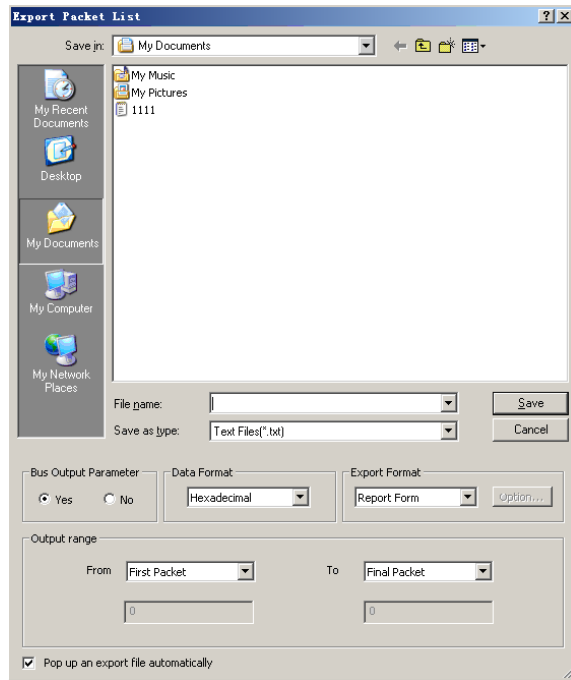 Export Packet List
Save in: My Documents
My Recent Documents
Desktop
My Documents
My Computer
My Network Places
My Music
My Pictures
1111
File name:
Save
Save as type: Text Files(*.txt)
Cancel
Bus Output Parameter
Yes No
Data Format
Hexadecimal
Export Format
Report Form Option...
Output range
From First Packet To Final Packet
0 0
Pop up an export file automatically